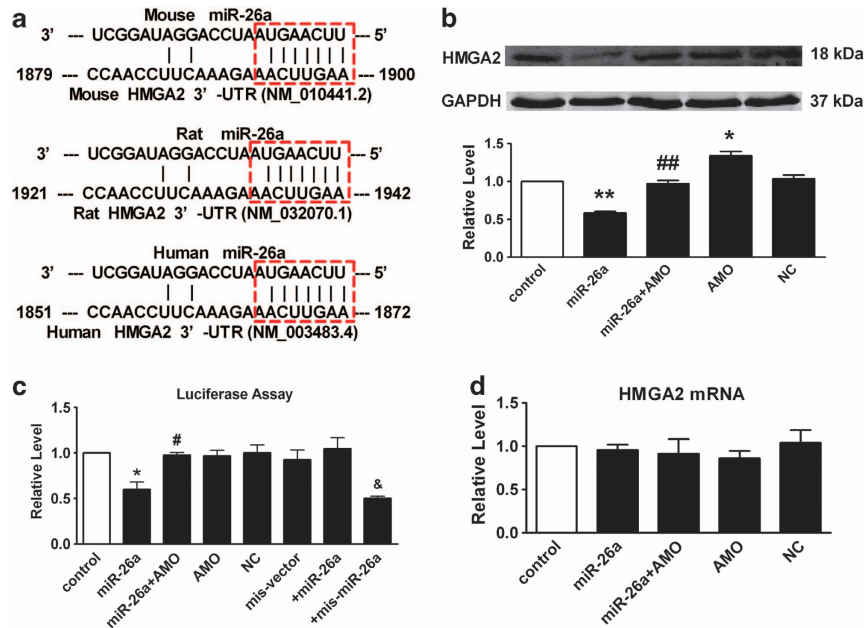 a
Mouse miR-26a
3’ --- UCGGAUAGGACCUAAUGAACUU --- 5’
1879 --- CCAACCUUCAAAGAAACUUGAA --- 1900
Mouse HMGA2 3’ -UTR (NM_010441.2)
Rat miR-26a
3’ --- UCGGAUAGGACCUAAUGAACUU --- 5’
1921 --- CCAACCUUCAAAGAAACUUGAA --- 1942
Rat HMGA2 3’ -UTR (NM_032070.1)
Human miR-26a
3’ --- UCGGAUAGGACCUAAUGAACUU --- 5’
1851 --- CCAACCUUCAAAGAAACUUGAA --- 1872
Human HMGA2 3’ -UTR (NM_003483.4)
b
HMGA2 18 kDa
GAPDH 37 kDa
Relative Level
1.5
1.0
0.5
0.0
** ## *
control miR-26a miR-26a+AMO AMO NC
c
Luciferase Assay
Relative Level
1.5
1.0
0.5
0.0
* # &
control miR-26a miR-26a+AMO AMO NC mis-vector +miR-26a +mis-miR-26a
d
HMGA2 mRNA
Relative Level
1.5
1.0
0.5
0.0
control miR-26a miR-26a+AMO AMO NC